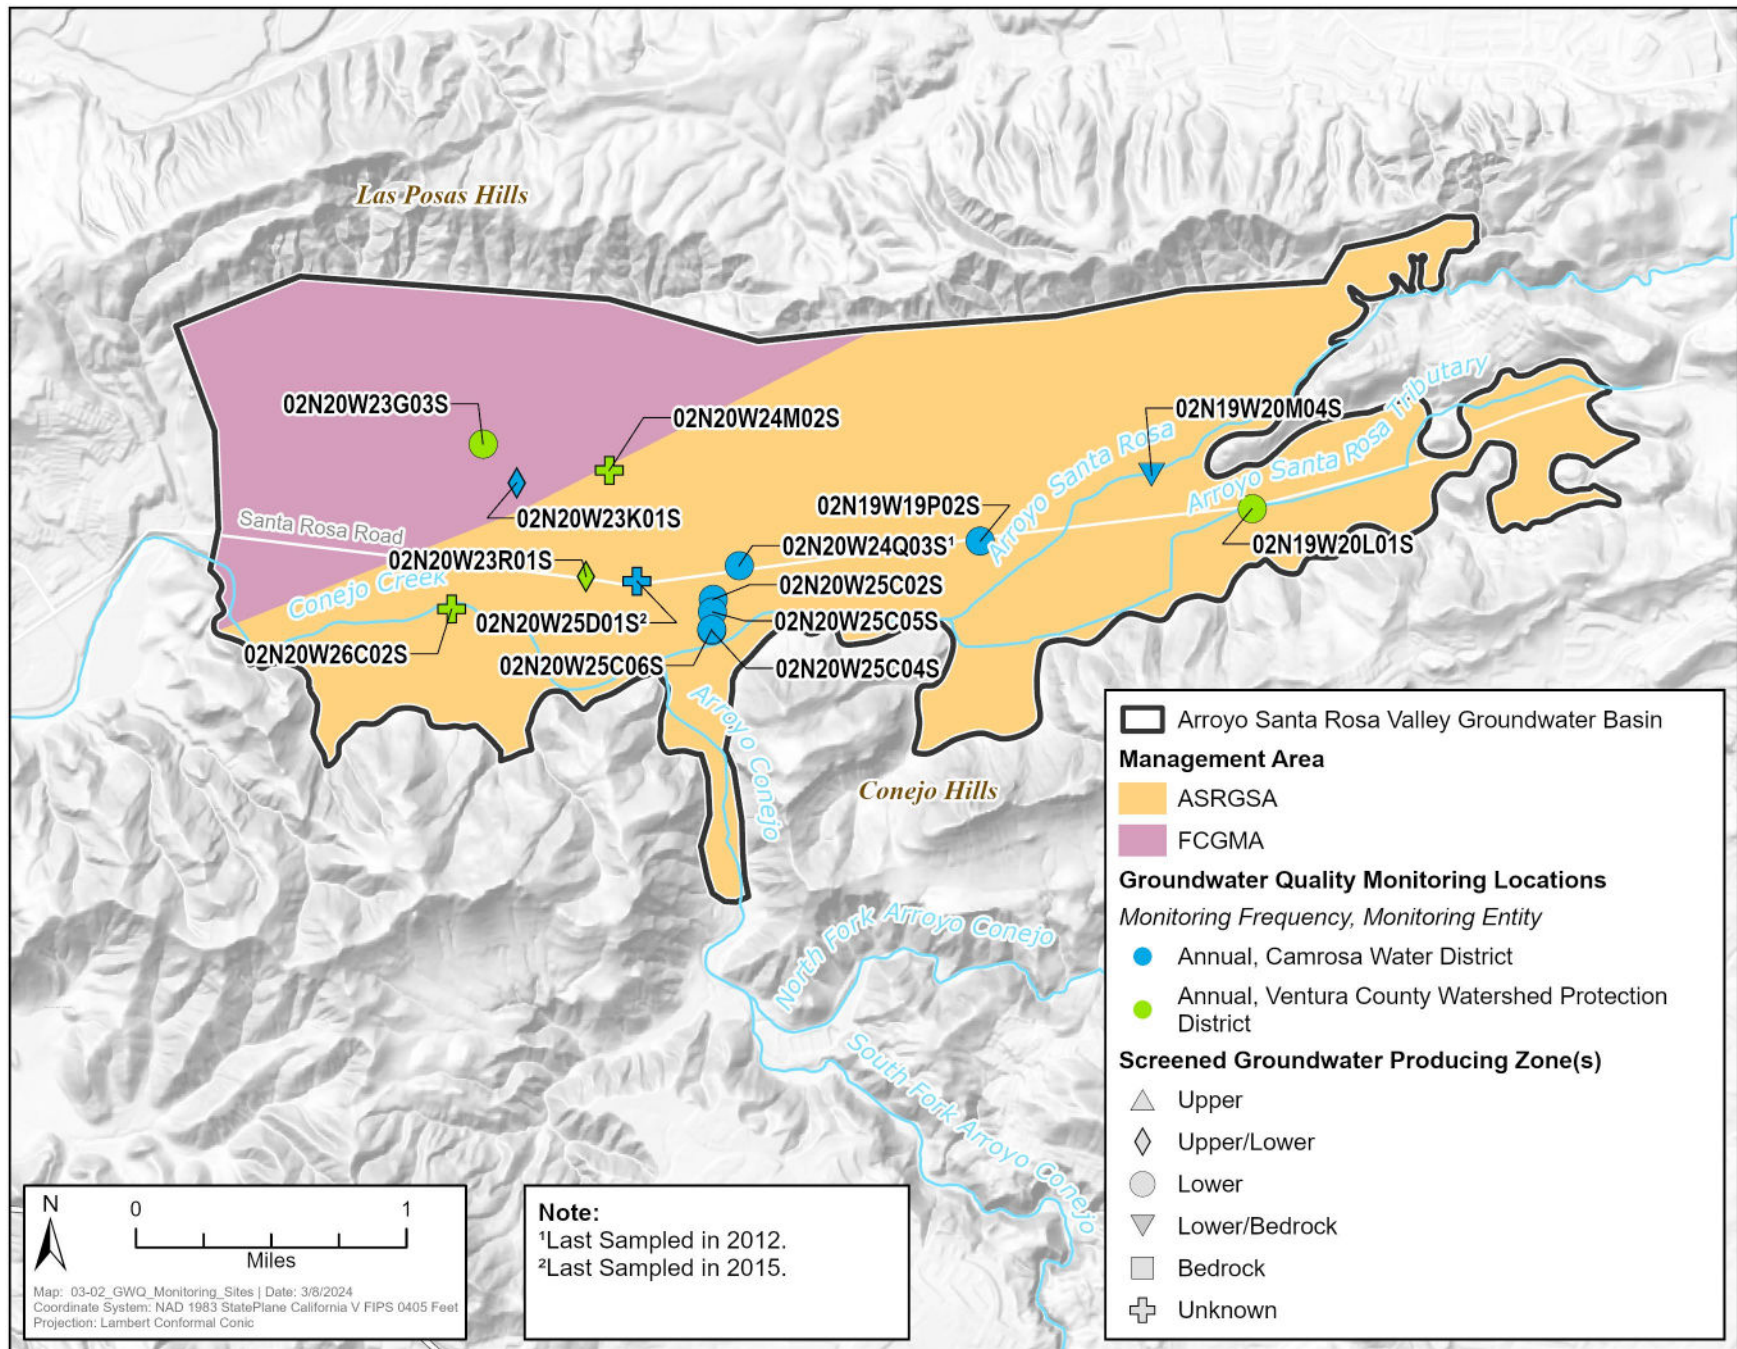 Las Posas Hills
02N20W23G03S
02N20W24M02S
02N19W20M04S
Arroyo Santa Rosa Tributary
Arroyo Santa Rosa
02N20W23K01S
02N19W19P02S
Santa Rosa Road
02N20W24Q03S¹
02N19W20L01S
02N20W23R01S
Conejo Creek
02N20W25C02S
02N20W25D01S²
02N20W25C05S
02N20W26C02S
02N20W25C06S
02N20W25C04S
Arroyo Conejo
Conejo Hills
North Fork Arroyo Conejo
South Fork Arroyo Conejo
Arroyo Santa Rosa Valley Groundwater Basin
Management Area
ASRGSA
FCGMA
Groundwater Quality Monitoring Locations
Monitoring Frequency, Monitoring Entity
Annual, Camrosa Water District
Annual, Ventura County Watershed Protection
District
Screened Groundwater Producing Zone(s)
Upper
Upper/Lower
Lower
Lower/Bedrock
Bedrock
Unknown
N
0 1
Miles
Map: 03-02_GWQ_Monitoring_Sites | Date: 3/8/2024
Coordinate System: NAD 1983 StatePlane California V FIPS 0405 Feet
Projection: Lambert Conformal Conic
Note:
¹Last Sampled in 2012.
²Last Sampled in 2015.